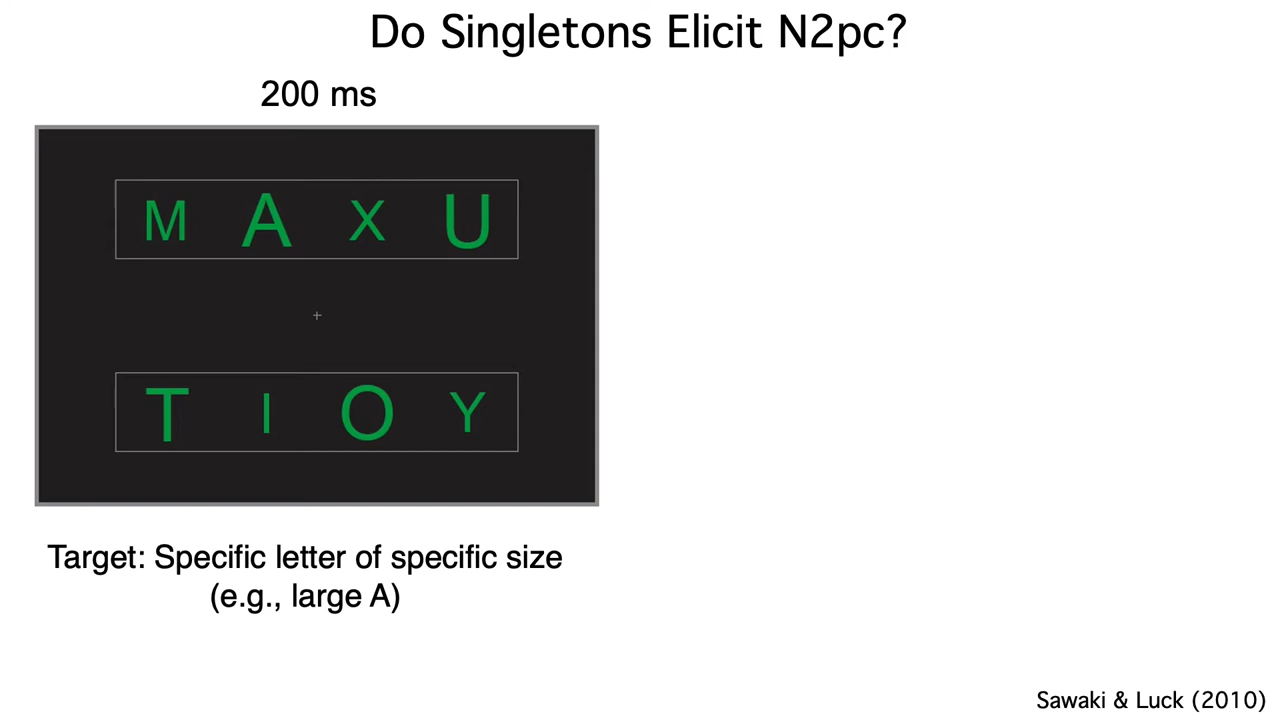 Do Singletons Elicit N2pc?
200 ms
M A X U
+
T I O Y
Target: Specific letter of specific size
(e.g., large A)
Sawaki & Luck (2010)